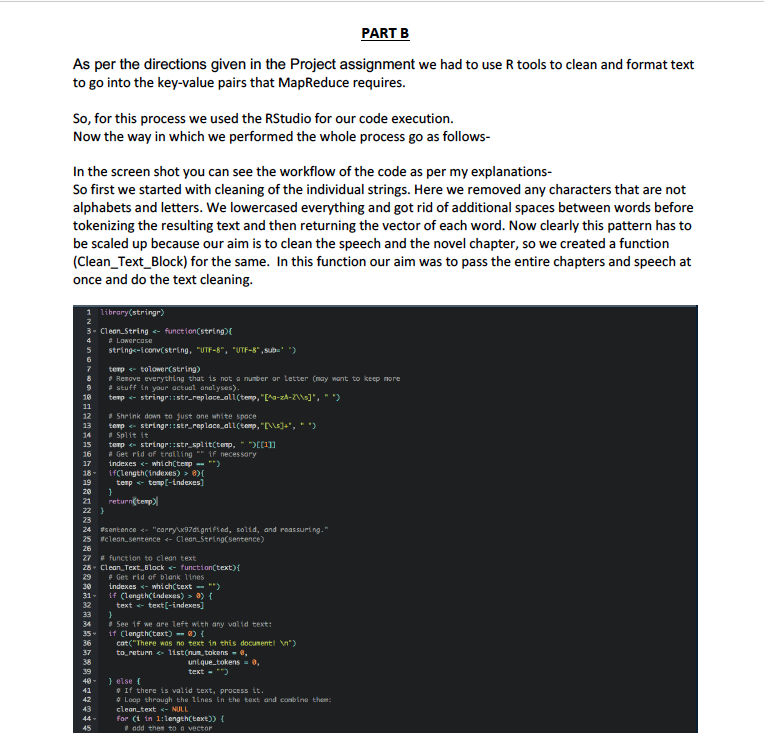 PART B
As per the directions given in the Project assignment we had to use R tools to clean and format text
to go into the key-value pairs that MapReduce requires.
So, for this process we used the RStudio for our code execution.
Now the way in which we performed the whole process go as follows-
In the screen shot you can see the workflow of the code as per my explanations-
So first we started with cleaning of the individual strings. Here we removed any characters that are not
alphabets and letters. We lowercased everything and got rid of additional spaces between words before
tokenizing the resulting text and then returning the vector of each word. Now clearly this pattern has to
be scaled up because our aim is to clean the speech and the novel chapter, so we created a function
(Clean_Text_Block) for the same.  In this function our aim was to pass the entire chapters and speech at
once and do the text cleaning.
1 library(stringr)
2
3 Clean_String <- function(string){
4 # Lowercase
5 string<-iconv(string, "UTF-8", "UTF-8",sub=' ')
6
7 temp <- tolower(string)
8 # Remove everything that is not a number or letter (may want to keep more
9 # stuff in your actual analyses).
10 temp <- stringr::str_replace_all(temp,"[^a-zA-Z\\s]", " ")
11
12 # Shrink down to just one white space
13 temp <- stringr::str_replace_all(temp,"[\\s]+", " ")
14 # Split it
15 temp <- stringr::str_split(temp, " ")[[1]]
16 # Get rid of trailing "" if necessary
17 indexes <- which(temp == "")
18 if(length(indexes) > 0){
19 temp <- temp[-indexes]
20 }
21 return(temp)
22 }
23
24 #sentence <- "carry\x97dignified, solid, and reassuring."
25 #clean_sentence <- Clean_String(sentence)
26
27 # function to clean text
28 Clean_Text_Block <- function(text){
29 # Get rid of blank lines
30 indexes <- which(text == "")
31 if (length(indexes) > 0) {
32 text <- text[-indexes]
33 }
34 # See if we are left with any valid text:
35 if (length(text) == 0) {
36 cat("There was no text in this document! \n")
37 to_return <- list(num_tokens = 0,
38 unique_tokens = 0,
39 text = "")
40 } else {
41 # If there is valid text, process it.
42 # Loop through the lines in the text and combine them:
43 clean_text <- NULL
44 for (i in 1:length(text)) {
45 # add them to a vector